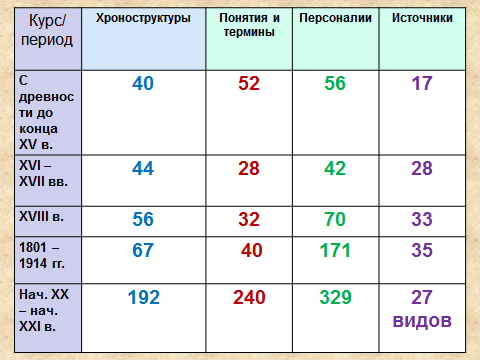 Курс/
период
Хроноструктуры
Понятия и
термины
Персоналии
Источники
С
древнос
ти до
конца
XV в.
40
52
56
17
XVI –
XVII вв.
44
28
42
28
XVIII в.
56
32
70
33
1801 –
1914 гг.
67
40
171
35
Нач. XX
– нач.
XXI в.
192
240
329
27
видов